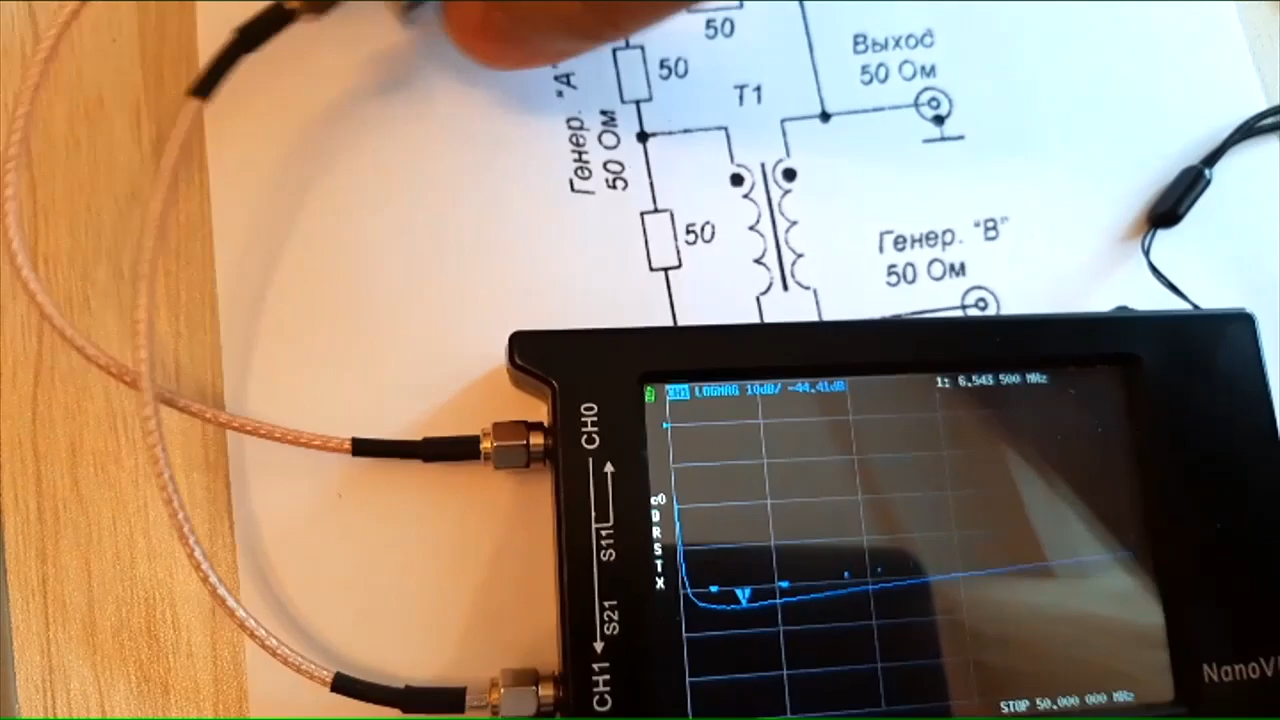 50
50
Генер. "А"
50 Ом
Т1
Выход
50 Ом
50
Генер. "В"
50 Ом
CH1 LOGMAG 10dB/ -44.41dB
1: 6.543 500 MHz
c0
D
R
S
T
X
CH0
S11
S21
CH1
STOP 50.000 000 MHz
NanoV